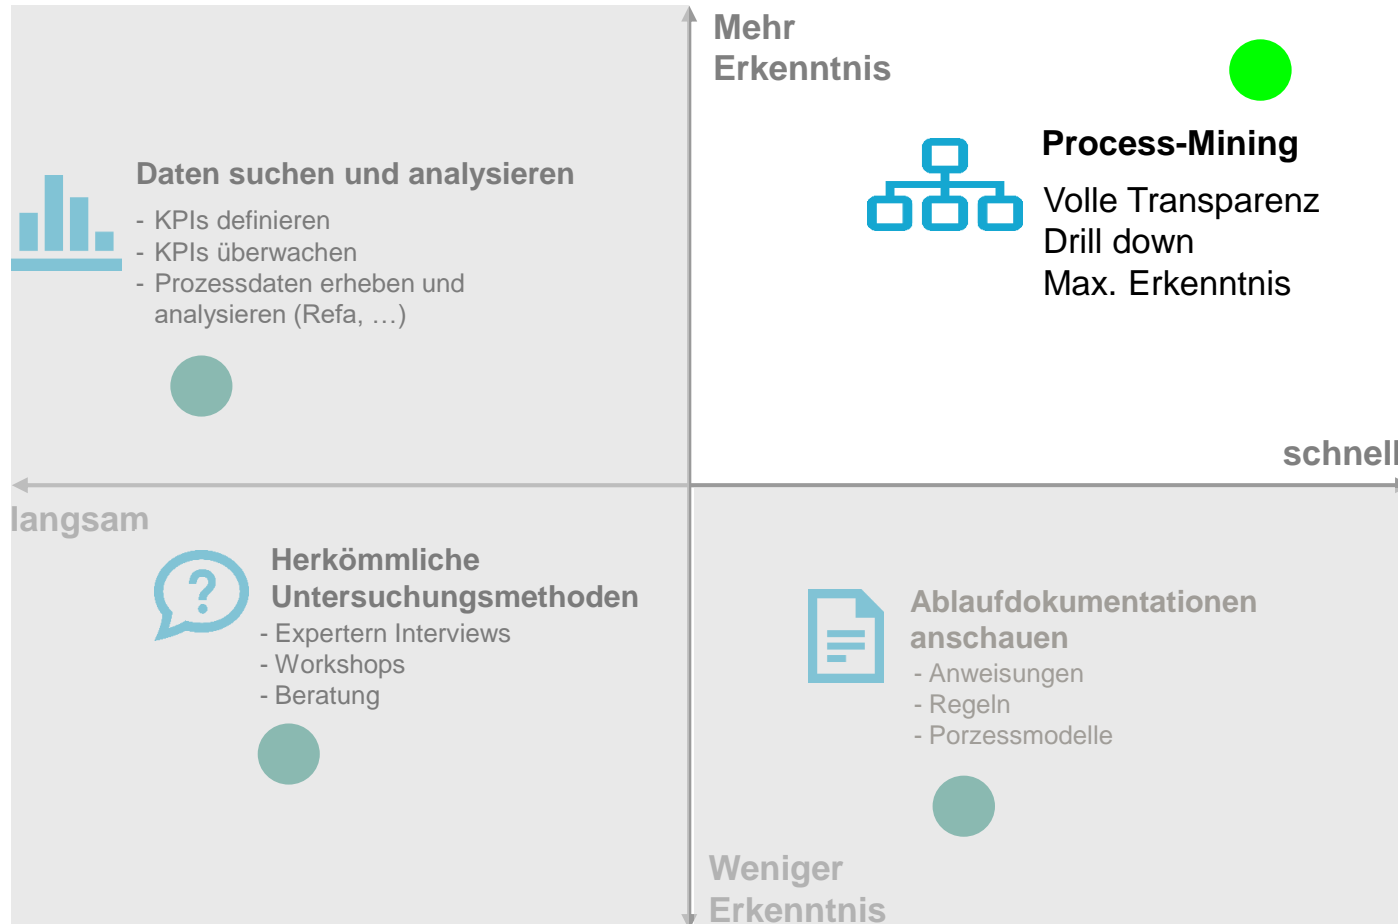 Mehr
Erkenntnis
Process-Mining
Volle Transparenz
Drill down
Max. Erkenntnis
Daten suchen und analysieren
- KPIs definieren
- KPIs überwachen
- Prozessdaten erheben und
analysieren (Refa, …)
schnell
langsam
Herkömmliche
Untersuchungsmethoden
- Expertern Interviews
- Workshops
- Beratung
?
Ablaufdokumentationen
anschauen
- Anweisungen
- Regeln
- Porzessmodelle
Weniger
Erkenntnis